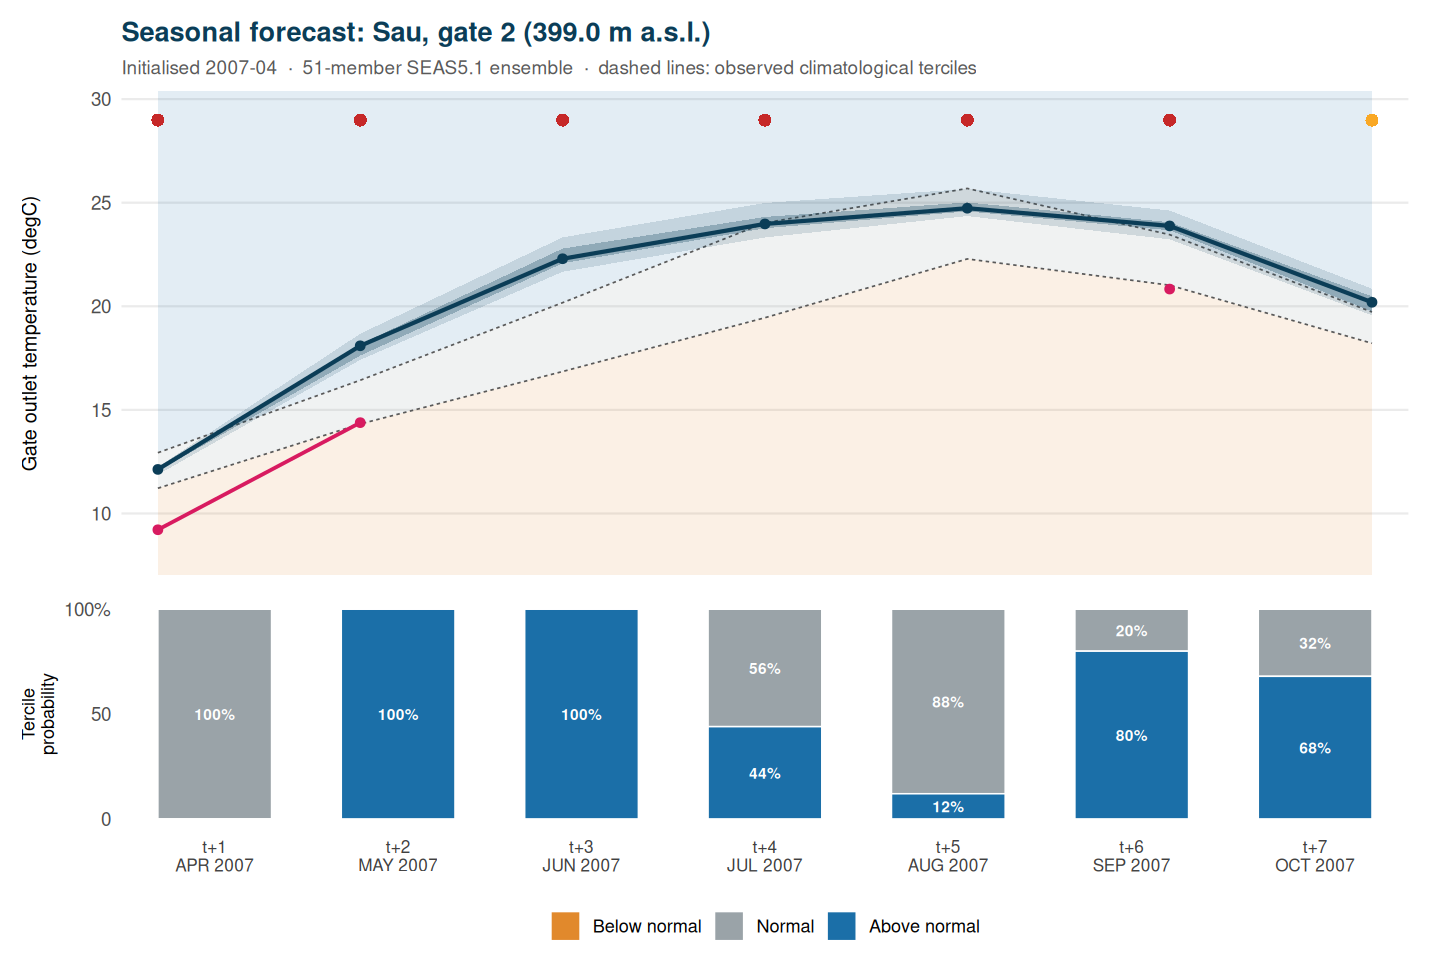 Seasonal forecast: Sau, gate 2 (399.0 m a.s.l.)
Initialised 2007-04 · 51-member SEAS5.1 ensemble · dashed lines: observed climatological terciles
Gate outlet temperature (degC)
30
25
20
15
10
Tercile
probability
100%
50
0
100%
100%
100%
56%
44%
88%
12%
20%
80%
32%
68%
t+1
APR 2007
t+2
MAY 2007
t+3
JUN 2007
t+4
JUL 2007
t+5
AUG 2007
t+6
SEP 2007
t+7
OCT 2007
Below normal
Normal
Above normal